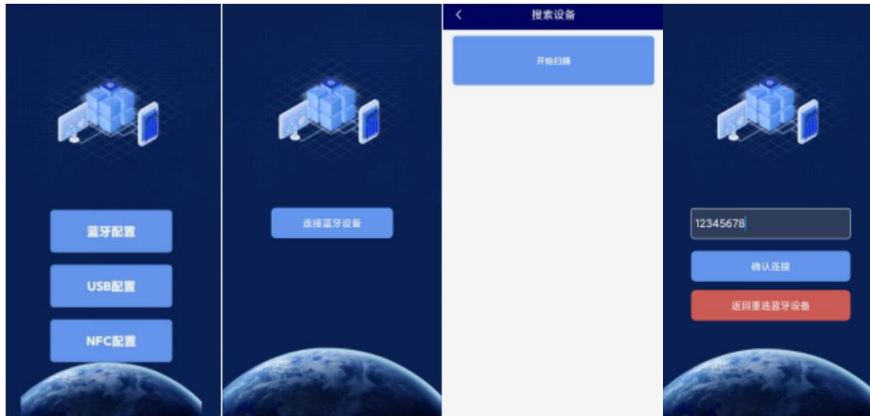 蓝牙配置
USB配置
NFC配置
连接蓝牙设备
搜索设备
开始扫描
12345678
确认连接
返回重选蓝牙设备